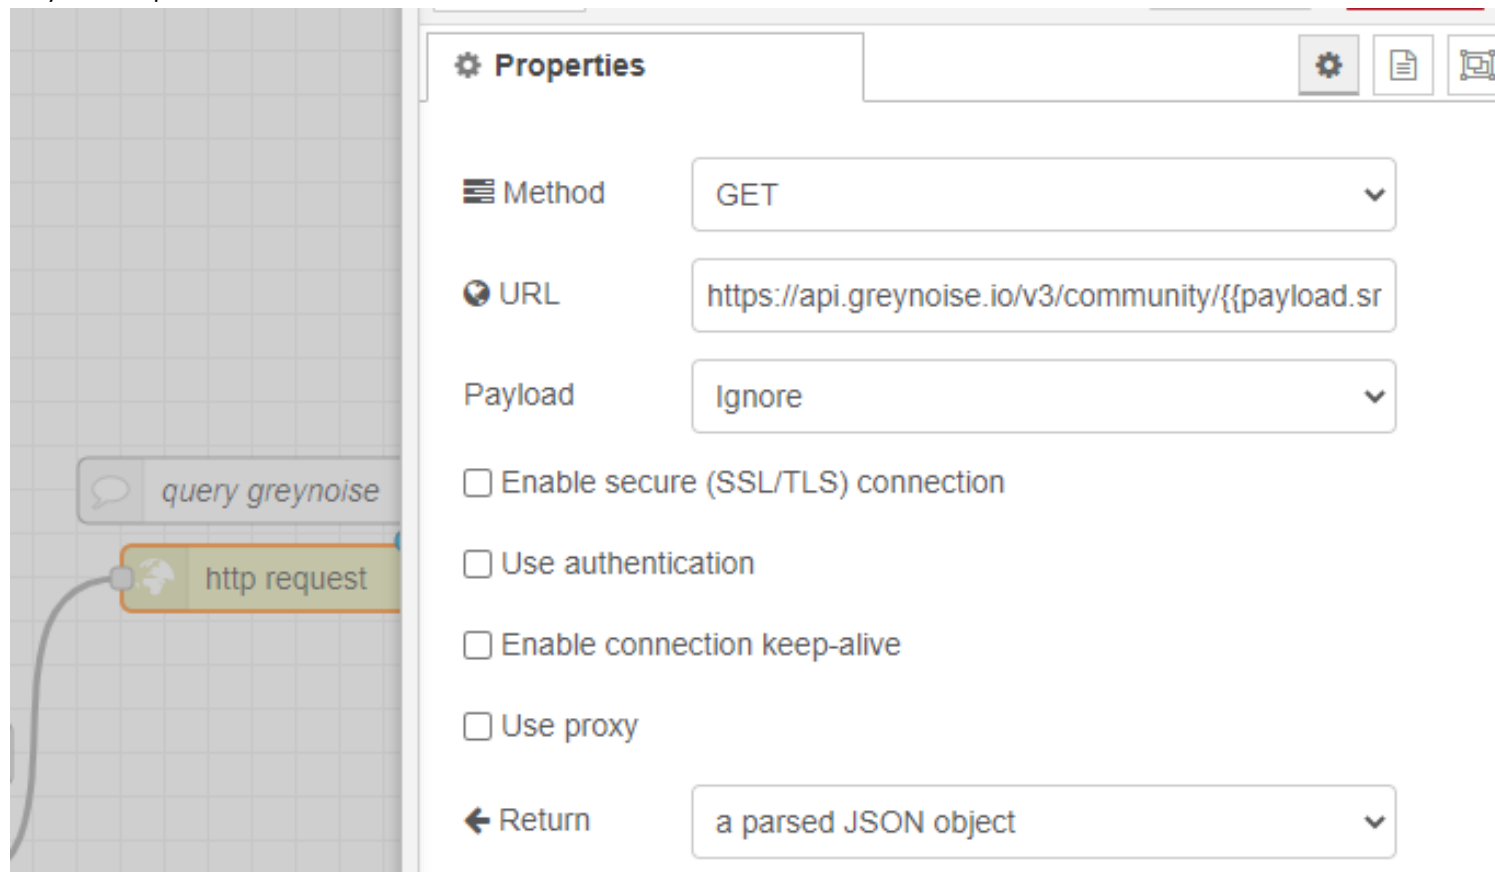 Properties
Method
GET
URL
https://api.greynoise.io/v3/community/{{payload.sr
Payload
Ignore
query greynoise
Enable secure (SSL/TLS) connection
http request
Use authentication
Enable connection keep-alive
Use proxy
Return
a parsed JSON object